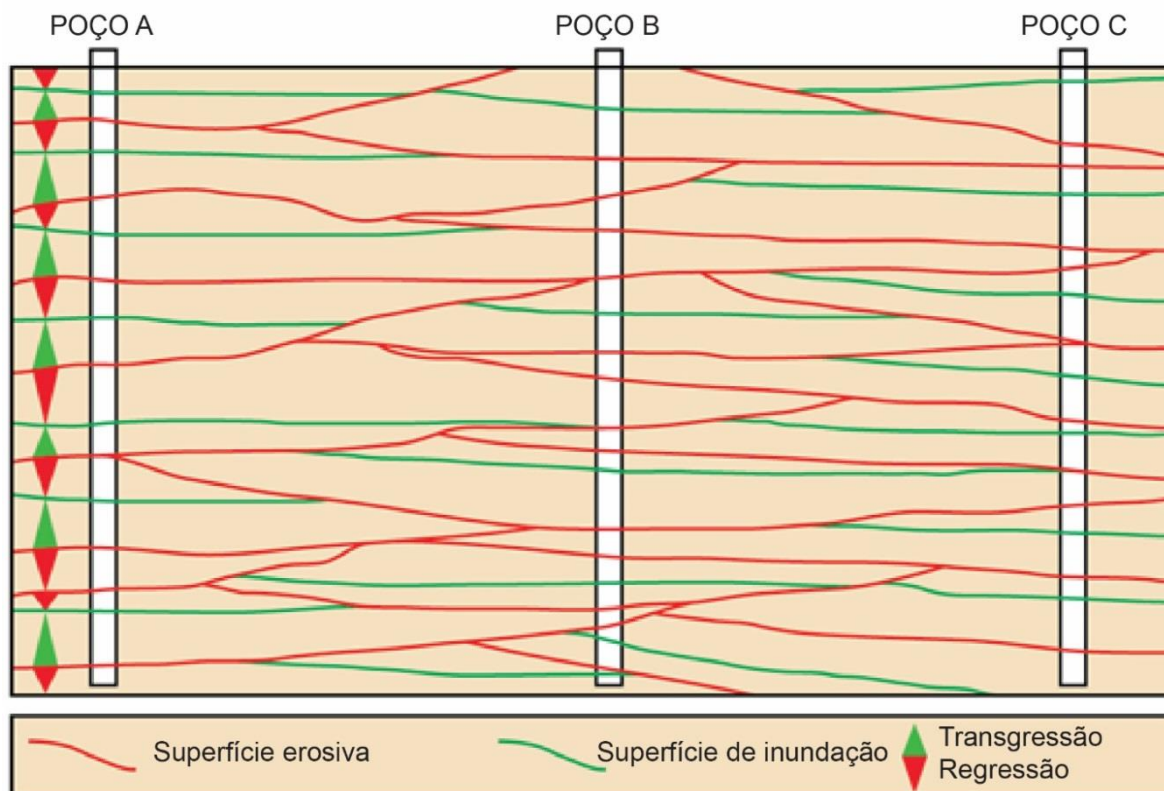 POÇO A
POÇO B
POÇO C
Superfície erosiva
Superfície de inundação
Transgressão
Regressão